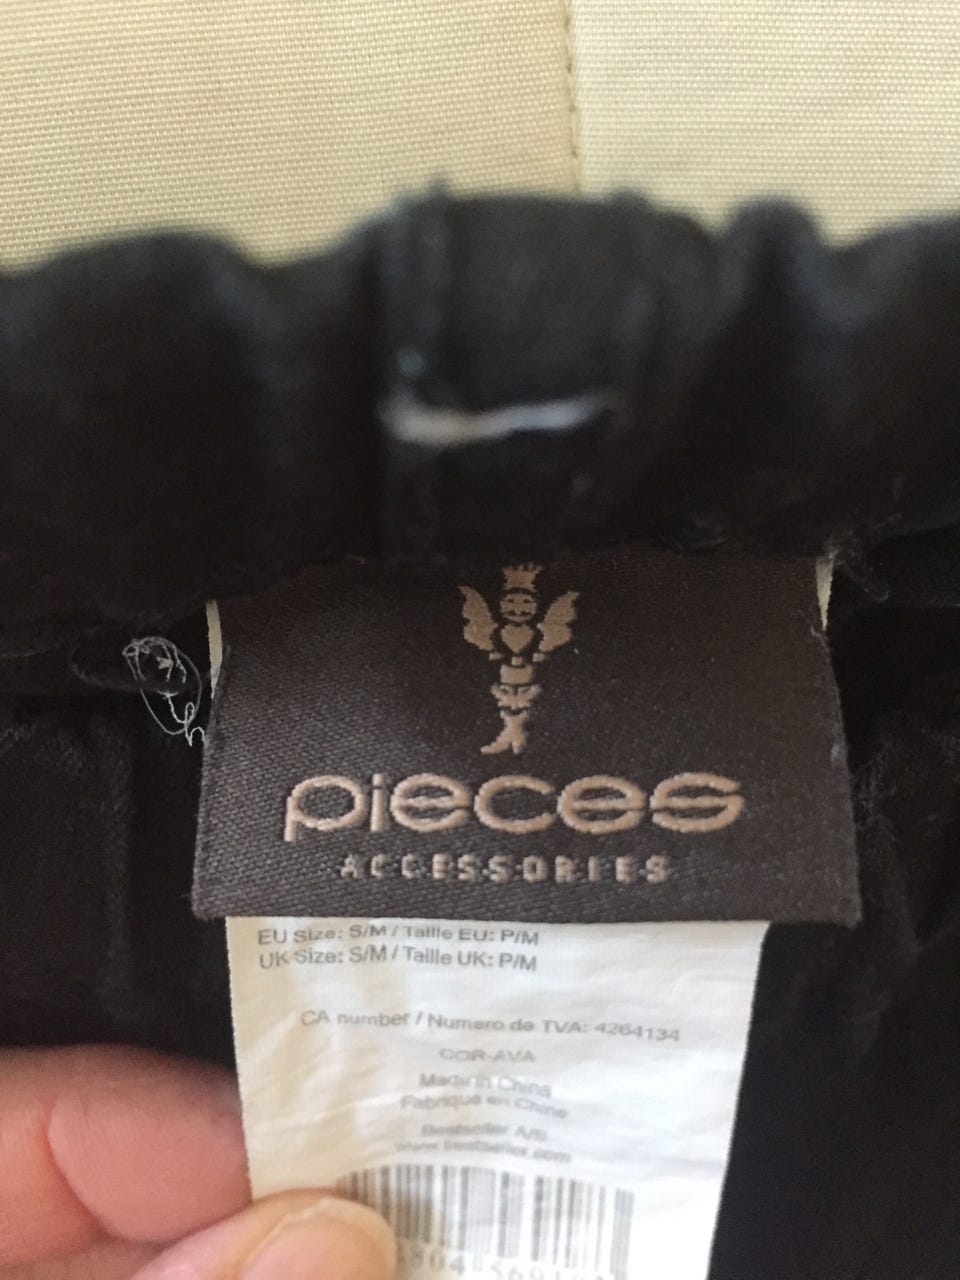 pieces
ACCESSORIES
EU Size: S/M / Taille EU: P/M
UK Size: S/M / Taille UK: P/M
CA number / Numero de TVA: 4264134
COR-AVA
Made in China
Fabriqué en Chine
Bestseller A/S
www.bestseller.com